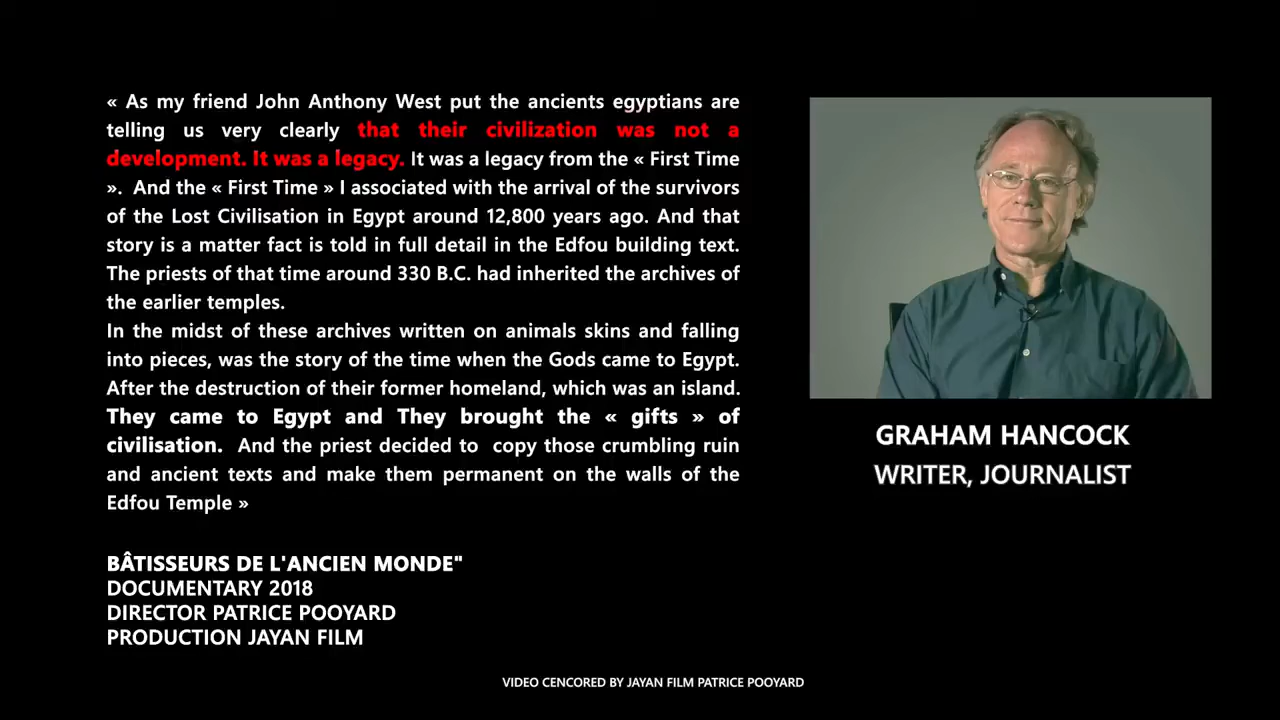 « As my friend John Anthony West put the ancients egyptians are
telling us very clearly that their civilization was not a
development. It was a legacy. It was a legacy from the « First Time
». And the « First Time » I associated with the arrival of the survivors
of the Lost Civilisation in Egypt around 12,800 years ago. And that
story is a matter fact is told in full detail in the Edfou building text.
The priests of that time around 330 B.C. had inherited the archives of
the earlier temples.
In the midst of these archives written on animals skins and falling
into pieces, was the story of the time when the Gods came to Egypt.
After the destruction of their former homeland, which was an island.
They came to Egypt and They brought the « gifts » of
civilisation. And the priest decided to copy those crumbling ruin
and ancient texts and make them permanent on the walls of the
Edfou Temple »
BÂTISSEURS DE L'ANCIEN MONDE"
DOCUMENTARY 2018
DIRECTOR PATRICE POOYARD
PRODUCTION JAYAN FILM
GRAHAM HANCOCK
WRITER, JOURNALIST
VIDEO CENCORED BY JAYAN FILM PATRICE POOYARD